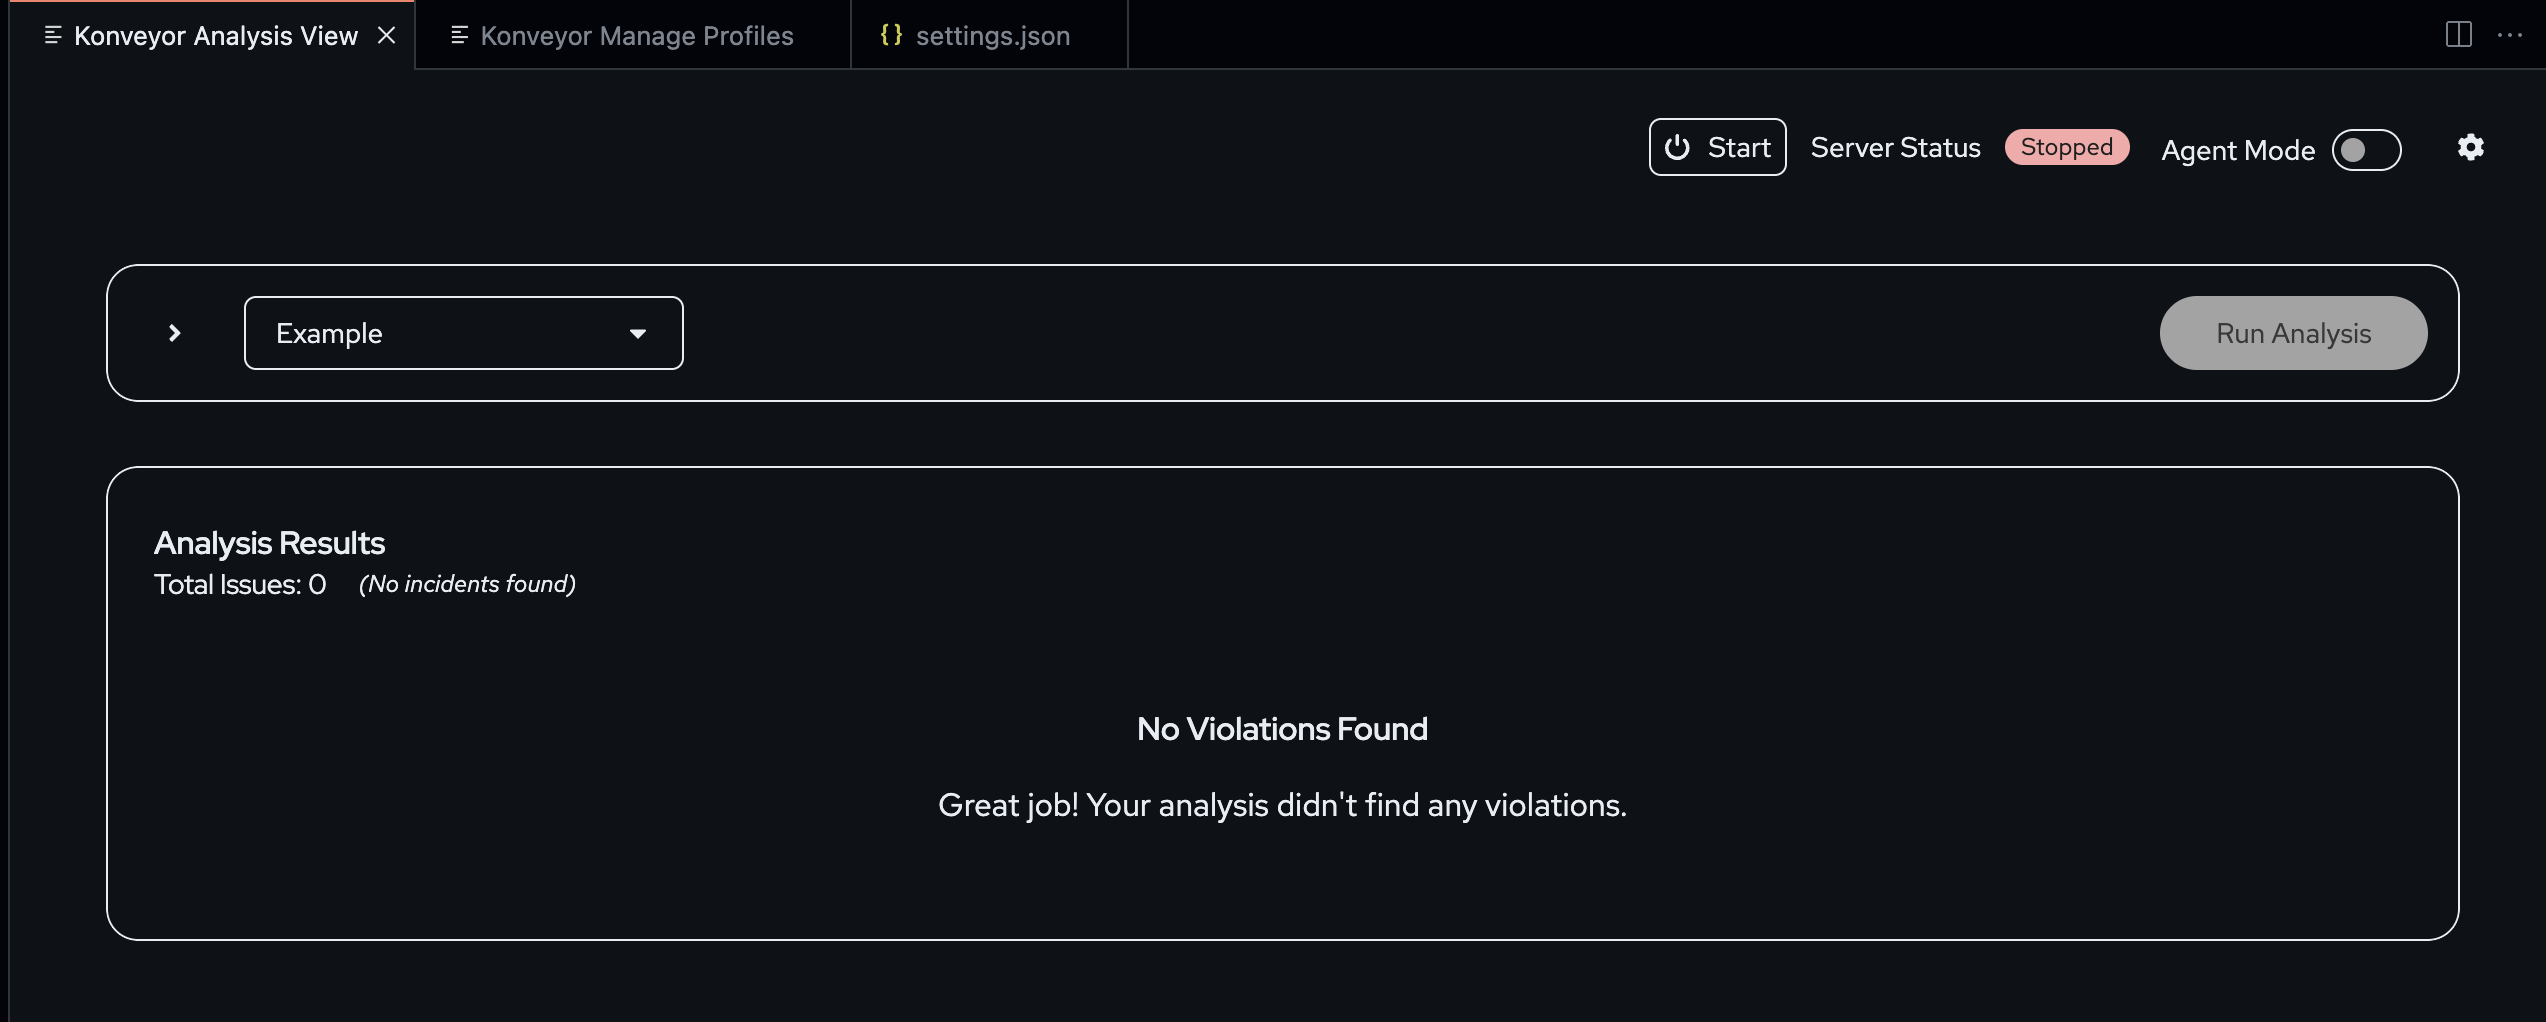 Konveyor Analysis View
Konveyor Manage Profiles
{} settings.json
Start
Server Status
Stopped
Agent Mode
Example
Run Analysis
Analysis Results
Total Issues: 0 (No incidents found)
No Violations Found
Great job! Your analysis didn't find any violations.